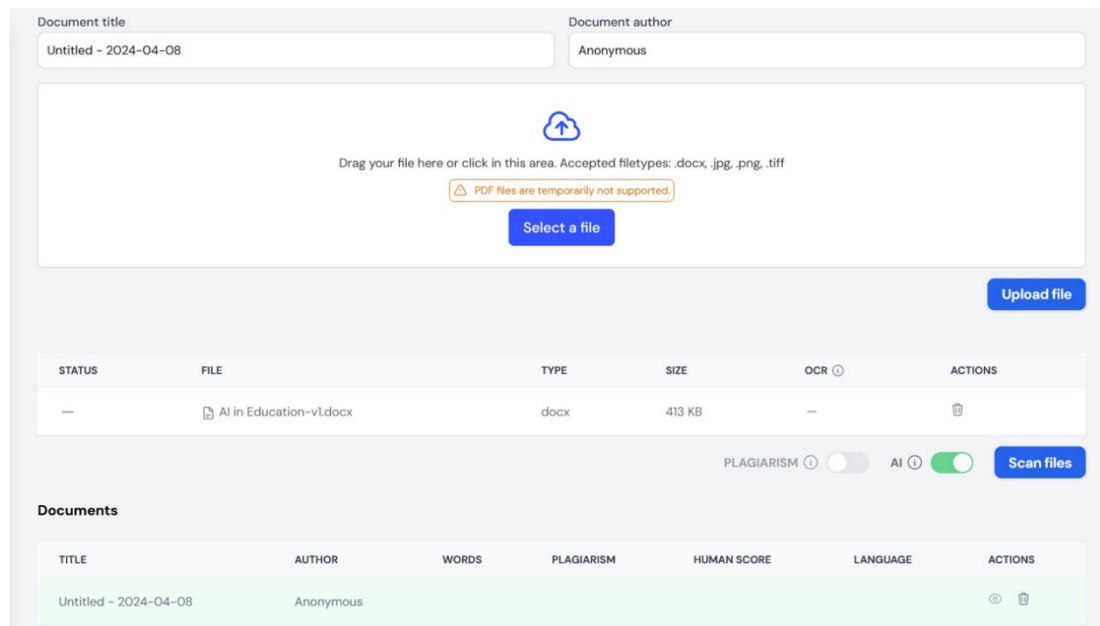 Document title Document author
Untitled - 2024-04-08 Anonymous
Drag your file here or click in this area. Accepted filetypes: .docx, .jpg, .png, .tiff
PDF files are temporarily not supported.
Select a file
Upload file
STATUS FILE TYPE SIZE OCR ACTIONS
— AI in Education-v1.docx docx 413 KB —
PLAGIARISM AI Scan files
Documents
TITLE AUTHOR WORDS PLAGIARISM HUMAN SCORE LANGUAGE ACTIONS
Untitled - 2024-04-08 Anonymous